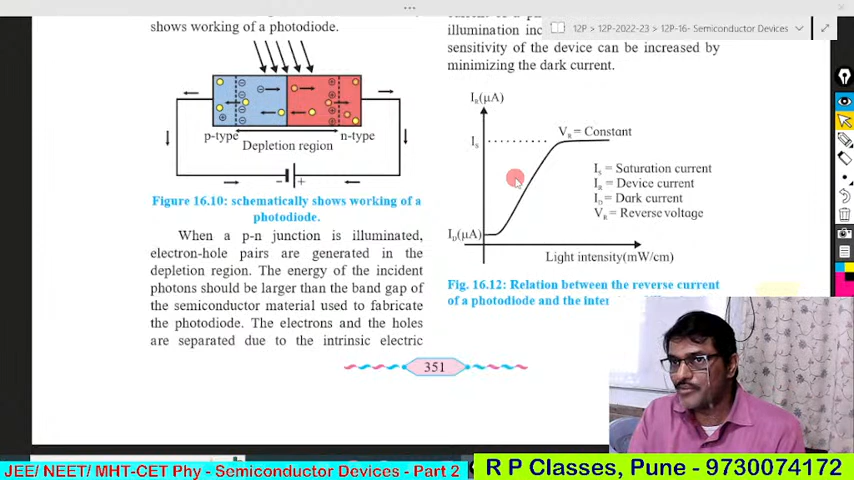 12P > 12P-2022-23 > 12P-16- Semiconductor Devices
shows working of a photodiode.
p-type
n-type
Depletion region
− +
Figure 16.10: schematically shows working of a
photodiode.
When a p-n junction is illuminated,
electron-hole pairs are generated in the
depletion region. The energy of the incident
photons should be larger than the band gap of
the semiconductor material used to fabricate
the photodiode. The electrons and the holes
are separated due to the intrinsic electric
illumination inc
sensitivity of the device can be increased by
minimizing the dark current.
I_R(μA)
V_R = Constant
I_S
I_S = Saturation current
I_R = Device current
I_D = Dark current
V_R = Reverse voltage
I_D(μA)
Light intensity(mW/cm)
Fig. 16.12: Relation between the reverse current
of a photodiode and the inter
351
JEE/ NEET/ MHT-CET Phy - Semiconductor Devices - Part 2
R P Classes, Pune - 9730074172